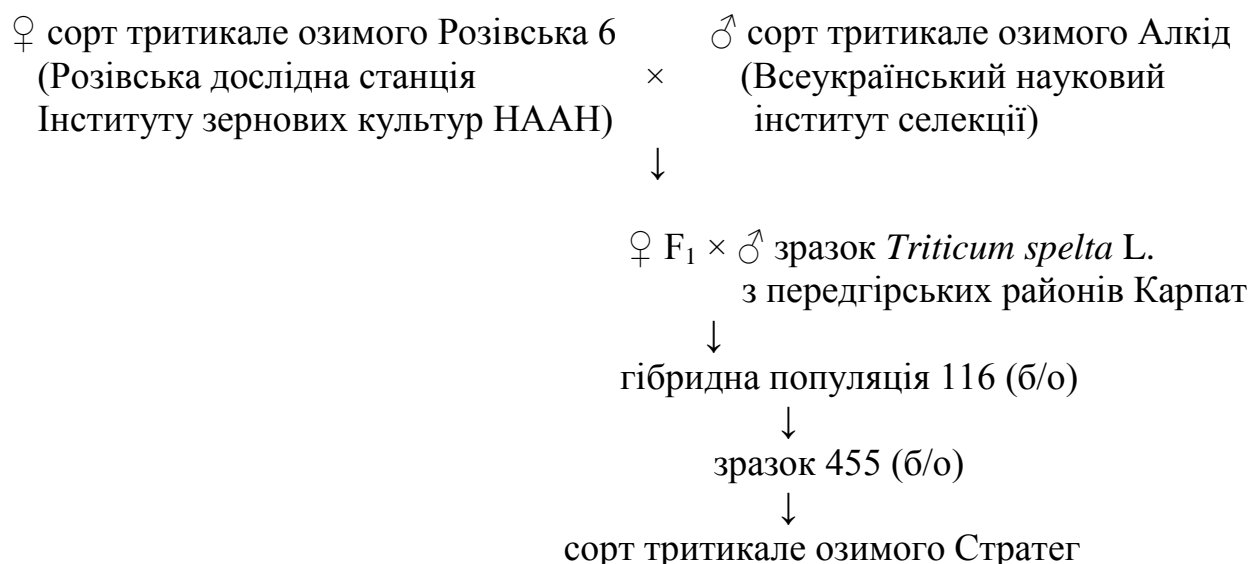 ♀ сорт тритикале озимого Розівська 6 ♂ сорт тритикале озимого Алкід
(Розівська дослідна станція × (Всеукраїнський науковий
Інституту зернових культур НААН) інститут селекції)
↓
♀ F₁ × ♂ зразок Triticum spelta L.
з передгірських районів Карпат
↓
гібридна популяція 116 (б/о)
↓
зразок 455 (б/о)
↓
сорт тритикале озимого Стратег